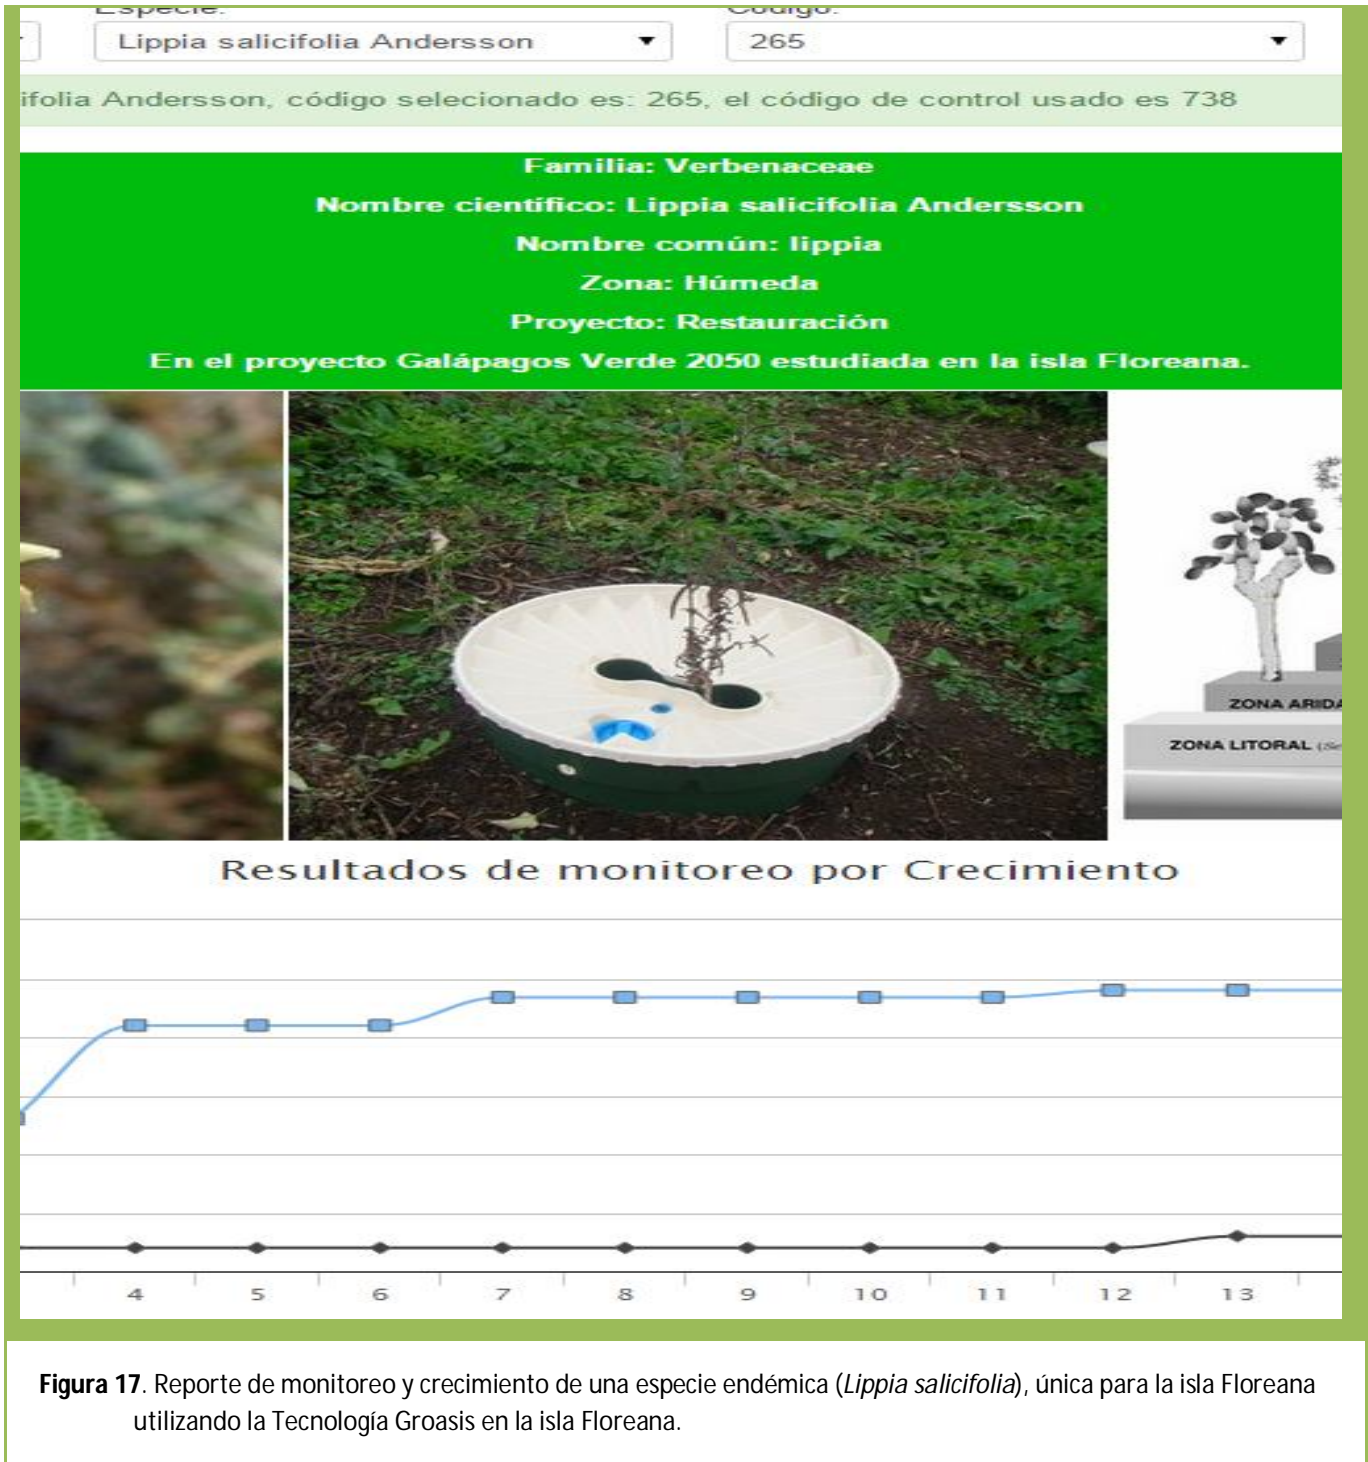 Especie:
Código:
Lippia salicifolia Andersson
265
ifolia Andersson, código selecionado es: 265, el código de control usado es 738
Familia: Verbenaceae
Nombre científico: Lippia salicifolia Andersson
Nombre común: lippia
Zona: Húmeda
Proyecto: Restauración
En el proyecto Galápagos Verde 2050 estudiada en la isla Floreana.
ZONA ARIDA
ZONA LITORAL
Resultados de monitoreo por Crecimiento
4 5 6 7 8 9 10 11 12 13
Figura 17. Reporte de monitoreo y crecimiento de una especie endémica (Lippia salicifolia), única para la isla Floreana
utilizando la Tecnología Groasis en la isla Floreana.